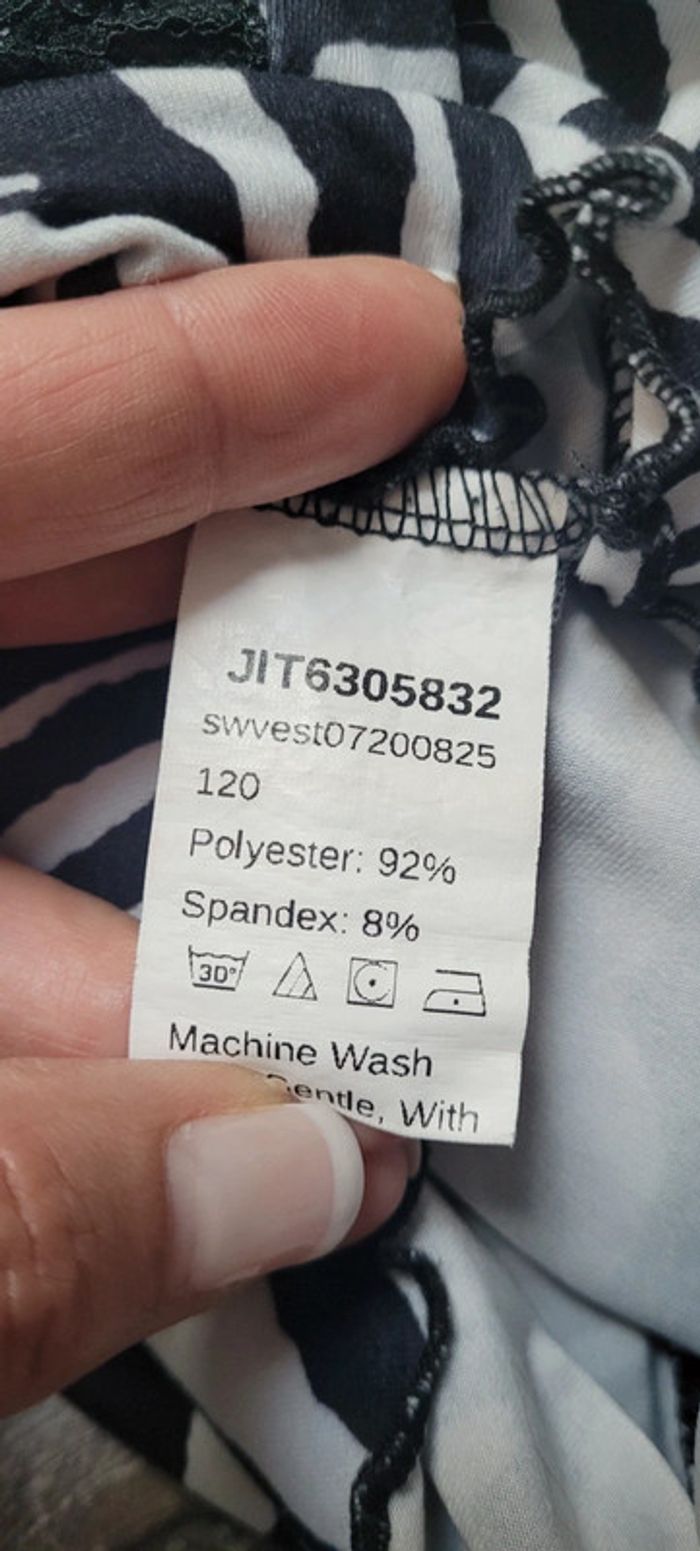 JIT6305832
swvest07200825
120
Polyester: 92%
Spandex: 8%
30°
Machine Wash
Gentle, With